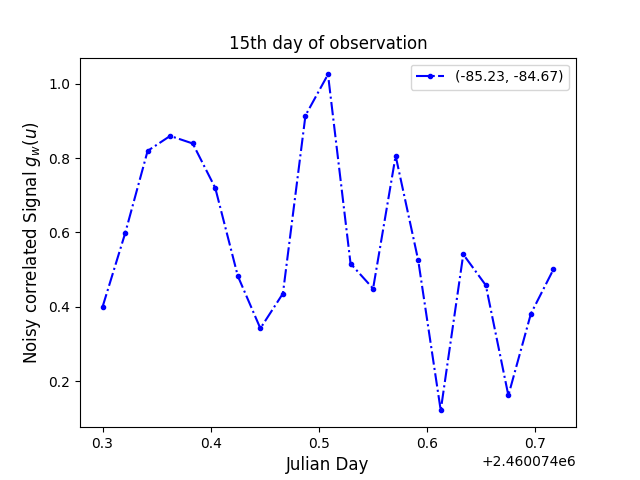 15th day of observation
(-85.23, -84.67)
Noisy correlated Signal g_w(u)
1.0
0.8
0.6
0.4
0.2
0.3 0.4 0.5 0.6 0.7
Julian Day
+2.460074e6